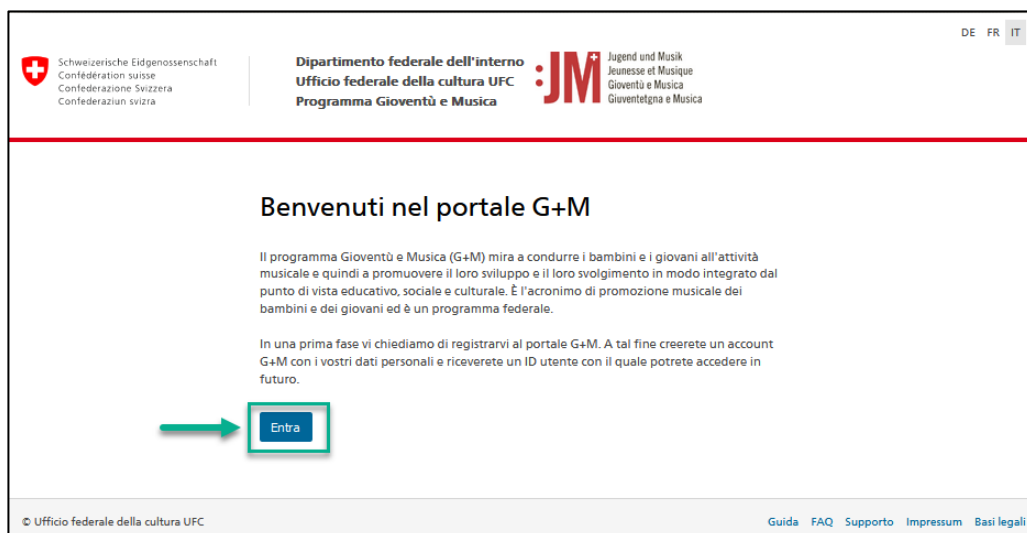 DE FR IT
Schweizerische Eidgenossenschaft
Confédération suisse
Confederazione Svizzera
Confederaziun svizra
Dipartimento federale dell'interno
Ufficio federale della cultura UFC
Programma Gioventù e Musica
:JM
Jugend und Musik
Jeunesse et Musique
Gioventù e Musica
Giuventetgna e Musica
Benvenuti nel portale G+M
Il programma Gioventù e Musica (G+M) mira a condurre i bambini e i giovani all'attività
musicale e quindi a promuovere il loro sviluppo e il loro svolgimento in modo integrato dal
punto di vista educativo, sociale e culturale. È l'acronimo di promozione musicale dei
bambini e dei giovani ed è un programma federale.
In una prima fase vi chiediamo di registrarvi al portale G+M. A tal fine creerete un account
G+M con i vostri dati personali e riceverete un ID utente con il quale potrete accedere in
futuro.
Entra
© Ufficio federale della cultura UFC
Guida FAQ Supporto Impressum Basi legali